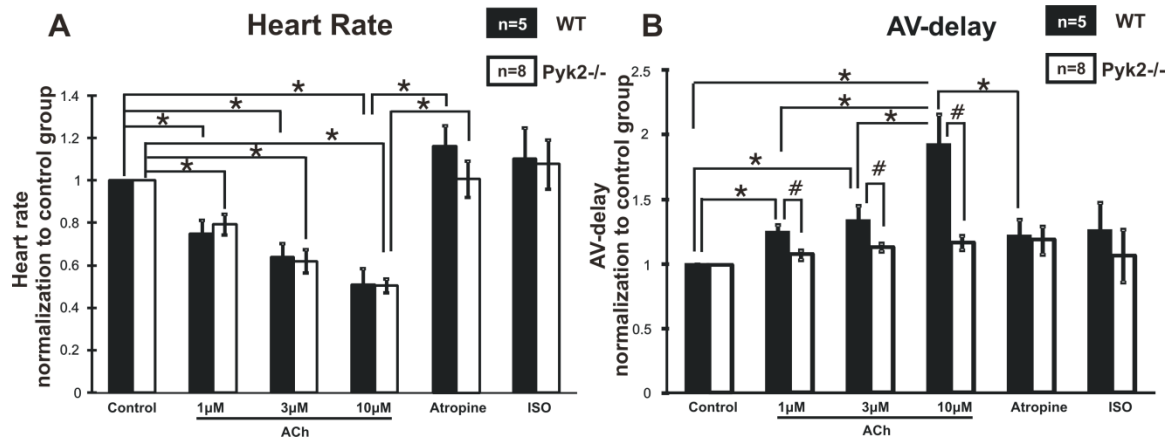 A
Heart Rate
n=5 WT
n=8 Pyk2-/-
Heart rate
normalization to control group
1.4
1.2
1
0.8
0.6
0.4
0.2
0
* * * * * * * *
Control 1µM 3µM 10µM Atropine ISO
ACh
B
AV-delay
n=5 WT
n=8 Pyk2-/-
AV-delay
normalization to control group
2.5
2
1.5
1
0.5
0
* * * * * *
# # #
Control 1µM 3µM 10µM Atropine ISO
ACh